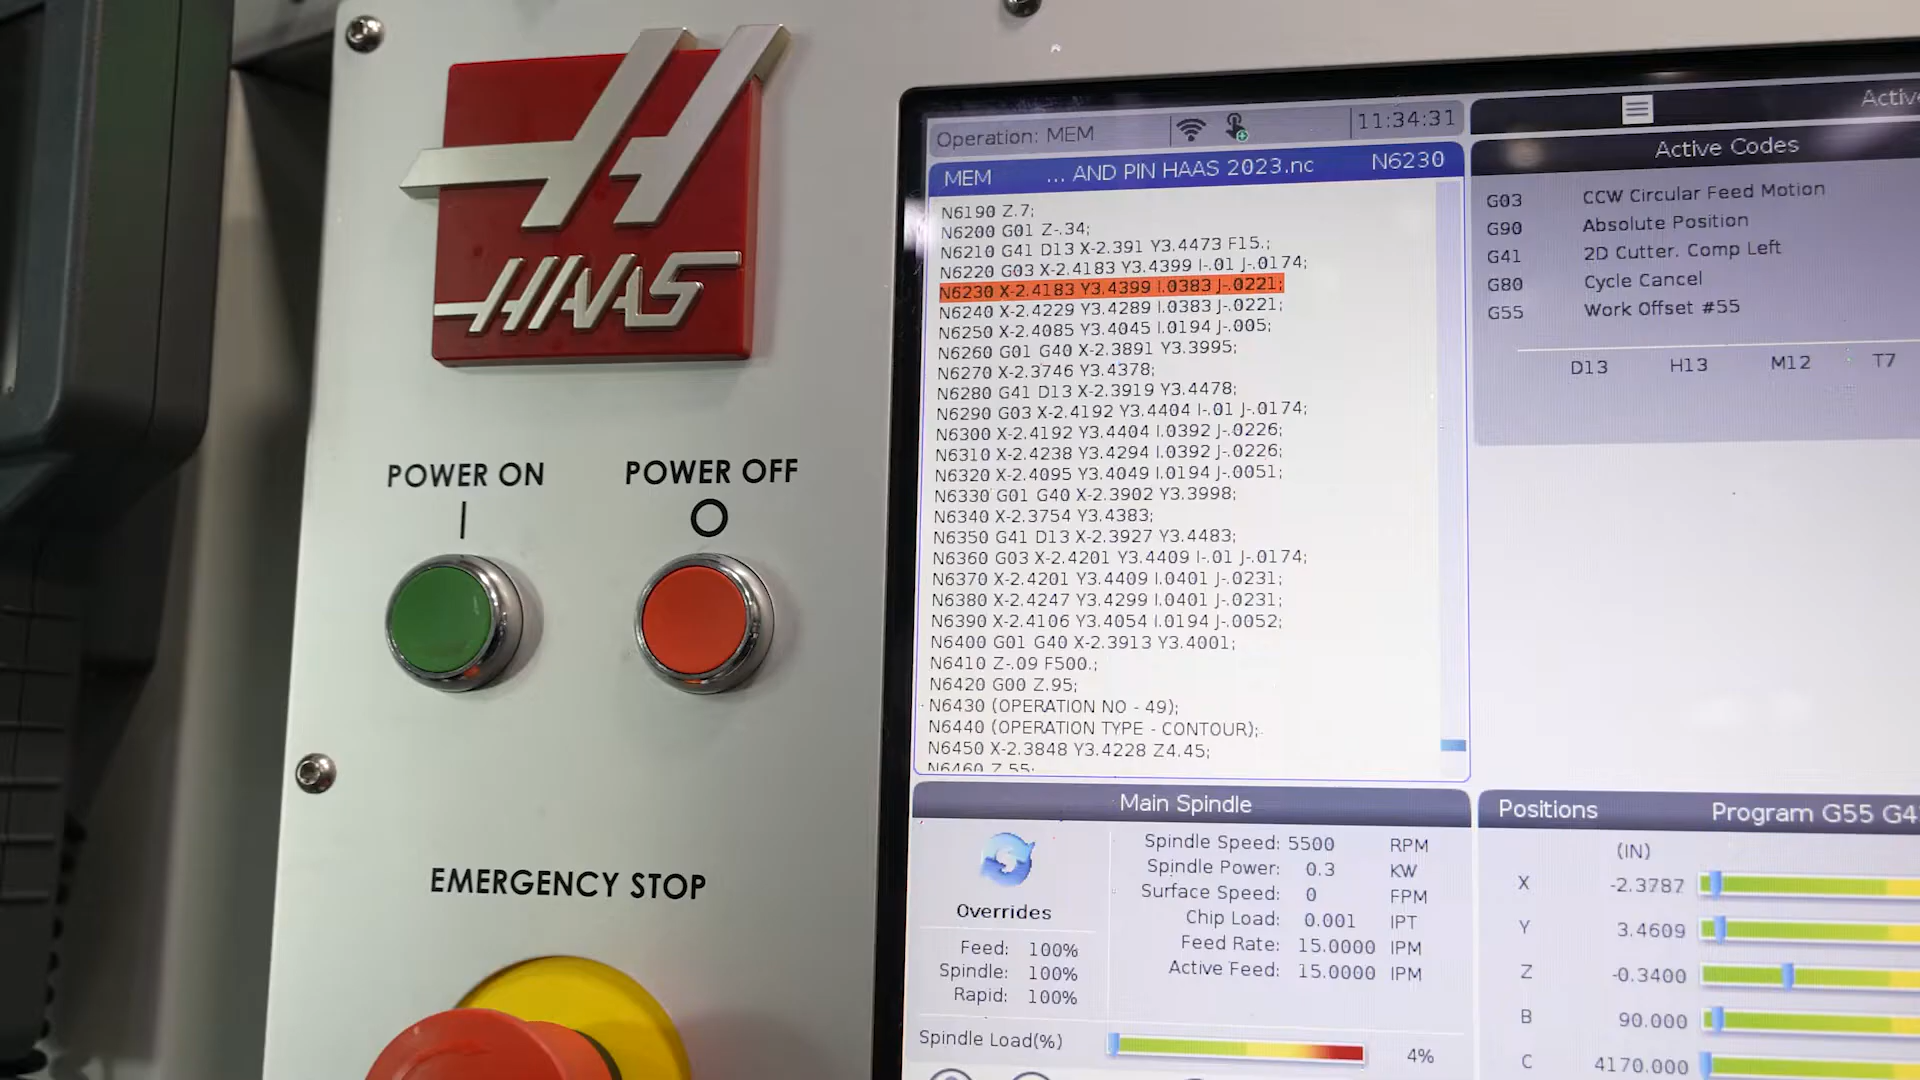 HAAS
POWER ON
POWER OFF
EMERGENCY STOP
Operation: MEM
11:34:31
MEM ... AND PIN HAAS 2023.nc N6230
N6190 Z.7;
N6200 G01 Z-.34;
N6210 G41 D13 X-2.391 Y3.4473 F15.;
N6220 G03 X-2.4183 Y3.4399 I-.01 J-.0174;
N6230 X-2.4183 Y3.4399 I.0383 J-.0221;
N6240 X-2.4229 Y3.4289 I.0383 J-.0221;
N6250 X-2.4085 Y3.4045 I.0194 J-.005;
N6260 G01 G40 X-2.3891 Y3.3995;
N6270 X-2.3746 Y3.4378;
N6280 G41 D13 X-2.3919 Y3.4478;
N6290 G03 X-2.4192 Y3.4404 I-.01 J-.0174;
N6300 X-2.4192 Y3.4404 I.0392 J-.0226;
N6310 X-2.4238 Y3.4294 I.0392 J-.0226;
N6320 X-2.4095 Y3.4049 I.0194 J-.0051;
N6330 G01 G40 X-2.3902 Y3.3998;
N6340 X-2.3754 Y3.4383;
N6350 G41 D13 X-2.3927 Y3.4483;
N6360 G03 X-2.4201 Y3.4409 I-.01 J-.0174;
N6370 X-2.4201 Y3.4409 I.0401 J-.0231;
N6380 X-2.4247 Y3.4299 I.0401 J-.0231;
N6390 X-2.4106 Y3.4054 I.0194 J-.0052;
N6400 G01 G40 X-2.3913 Y3.4001;
N6410 Z-.09 F500.;
N6420 G00 Z.95;
N6430 (OPERATION NO - 49);
N6440 (OPERATION TYPE - CONTOUR);
N6450 X-2.3848 Y3.4228 Z4.45;
N6460 Z.55;
Active Codes
G03 CCW Circular Feed Motion
G90 Absolute Position
G41 2D Cutter. Comp Left
G80 Cycle Cancel
G55 Work Offset #55
D13 H13 M12 T7
Main Spindle
Overrides
Feed: 100%
Spindle: 100%
Rapid: 100%
Spindle Speed: 5500 RPM
Spindle Power: 0.3 KW
Surface Speed: 0 FPM
Chip Load: 0.001 IPT
Feed Rate: 15.0000 IPM
Active Feed: 15.0000 IPM
Spindle Load(%) 4%
Positions Program G55
(IN)
X -2.3787
Y 3.4609
Z -0.3400
B 90.000
C 4170.000